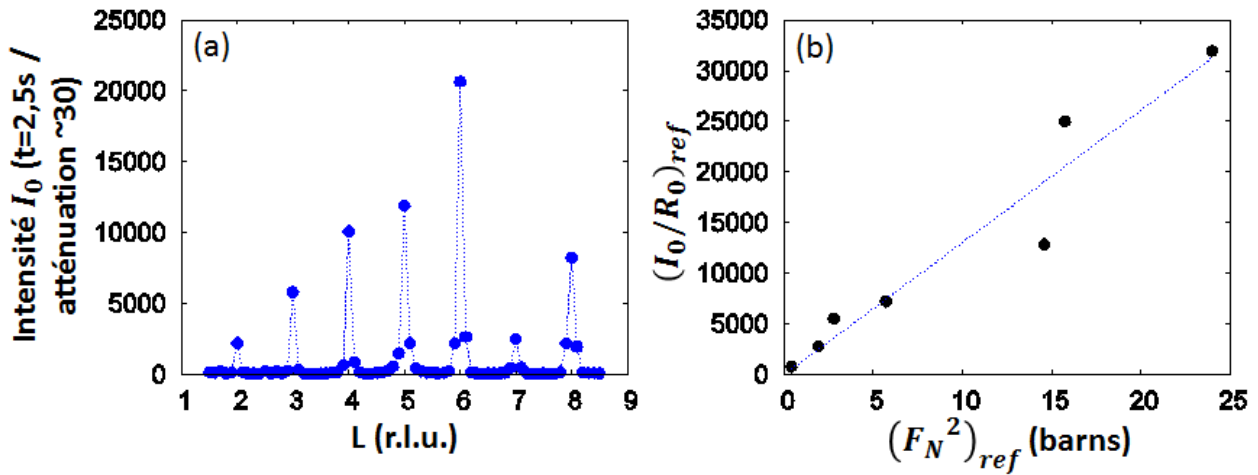 (a)
Intensité I₀ (t=2,5s /
atténuation ~30)
25000
20000
15000
10000
5000
0
1 2 3 4 5 6 7 8 9
L (r.l.u.)
(b)
(I₀/R₀)ref
35000
30000
25000
20000
15000
10000
5000
0
0 5 10 15 20 25
(F_N²)ref (barns)